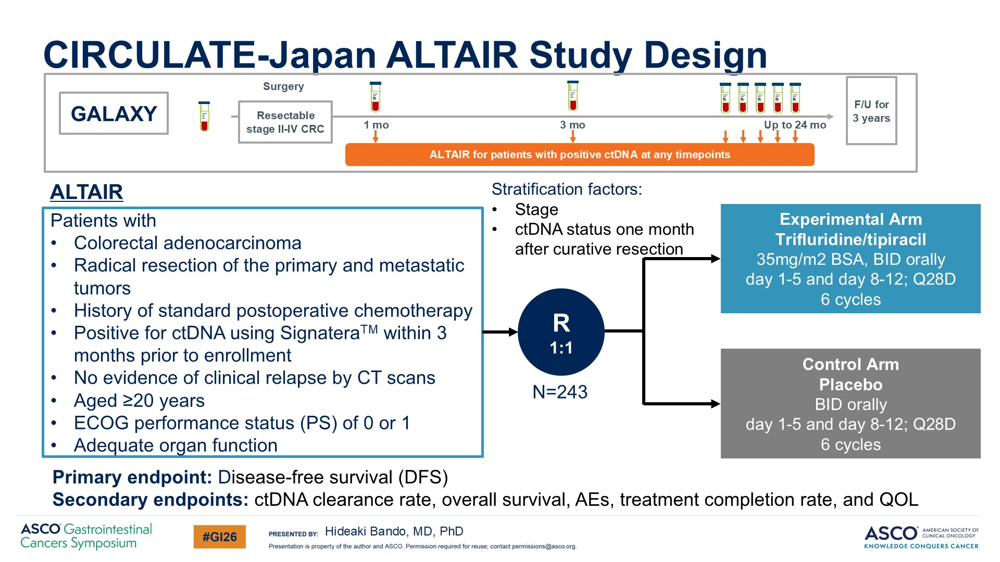 CIRCULATE-Japan ALTAIR Study Design
GALAXY
Surgery
Resectable
stage II-IV CRC
1 mo
3 mo
Up to 24 mo
F/U for
3 years
ALTAIR for patients with positive ctDNA at any timepoints
ALTAIR
Patients with
• Colorectal adenocarcinoma
• Radical resection of the primary and metastatic
tumors
• History of standard postoperative chemotherapy
• Positive for ctDNA using Signatera™ within 3
months prior to enrollment
• No evidence of clinical relapse by CT scans
• Aged ≥20 years
• ECOG performance status (PS) of 0 or 1
• Adequate organ function
Stratification factors:
• Stage
• ctDNA status one month
after curative resection
R
1:1
N=243
Experimental Arm
Trifluridine/tipiracil
35mg/m2 BSA, BID orally
day 1-5 and day 8-12; Q28D
6 cycles
Control Arm
Placebo
BID orally
day 1-5 and day 8-12; Q28D
6 cycles
Primary endpoint: Disease-free survival (DFS)
Secondary endpoints: ctDNA clearance rate, overall survival, AEs, treatment completion rate, and QOL
ASCO Gastrointestinal
Cancers Symposium
#GI26
PRESENTED BY: Hideaki Bando, MD, PhD
Presentation is property of the author and ASCO. Permission required for reuse; contact permissions@asco.org.
ASCO AMERICAN SOCIETY OF
CLINICAL ONCOLOGY
KNOWLEDGE CONQUERS CANCER